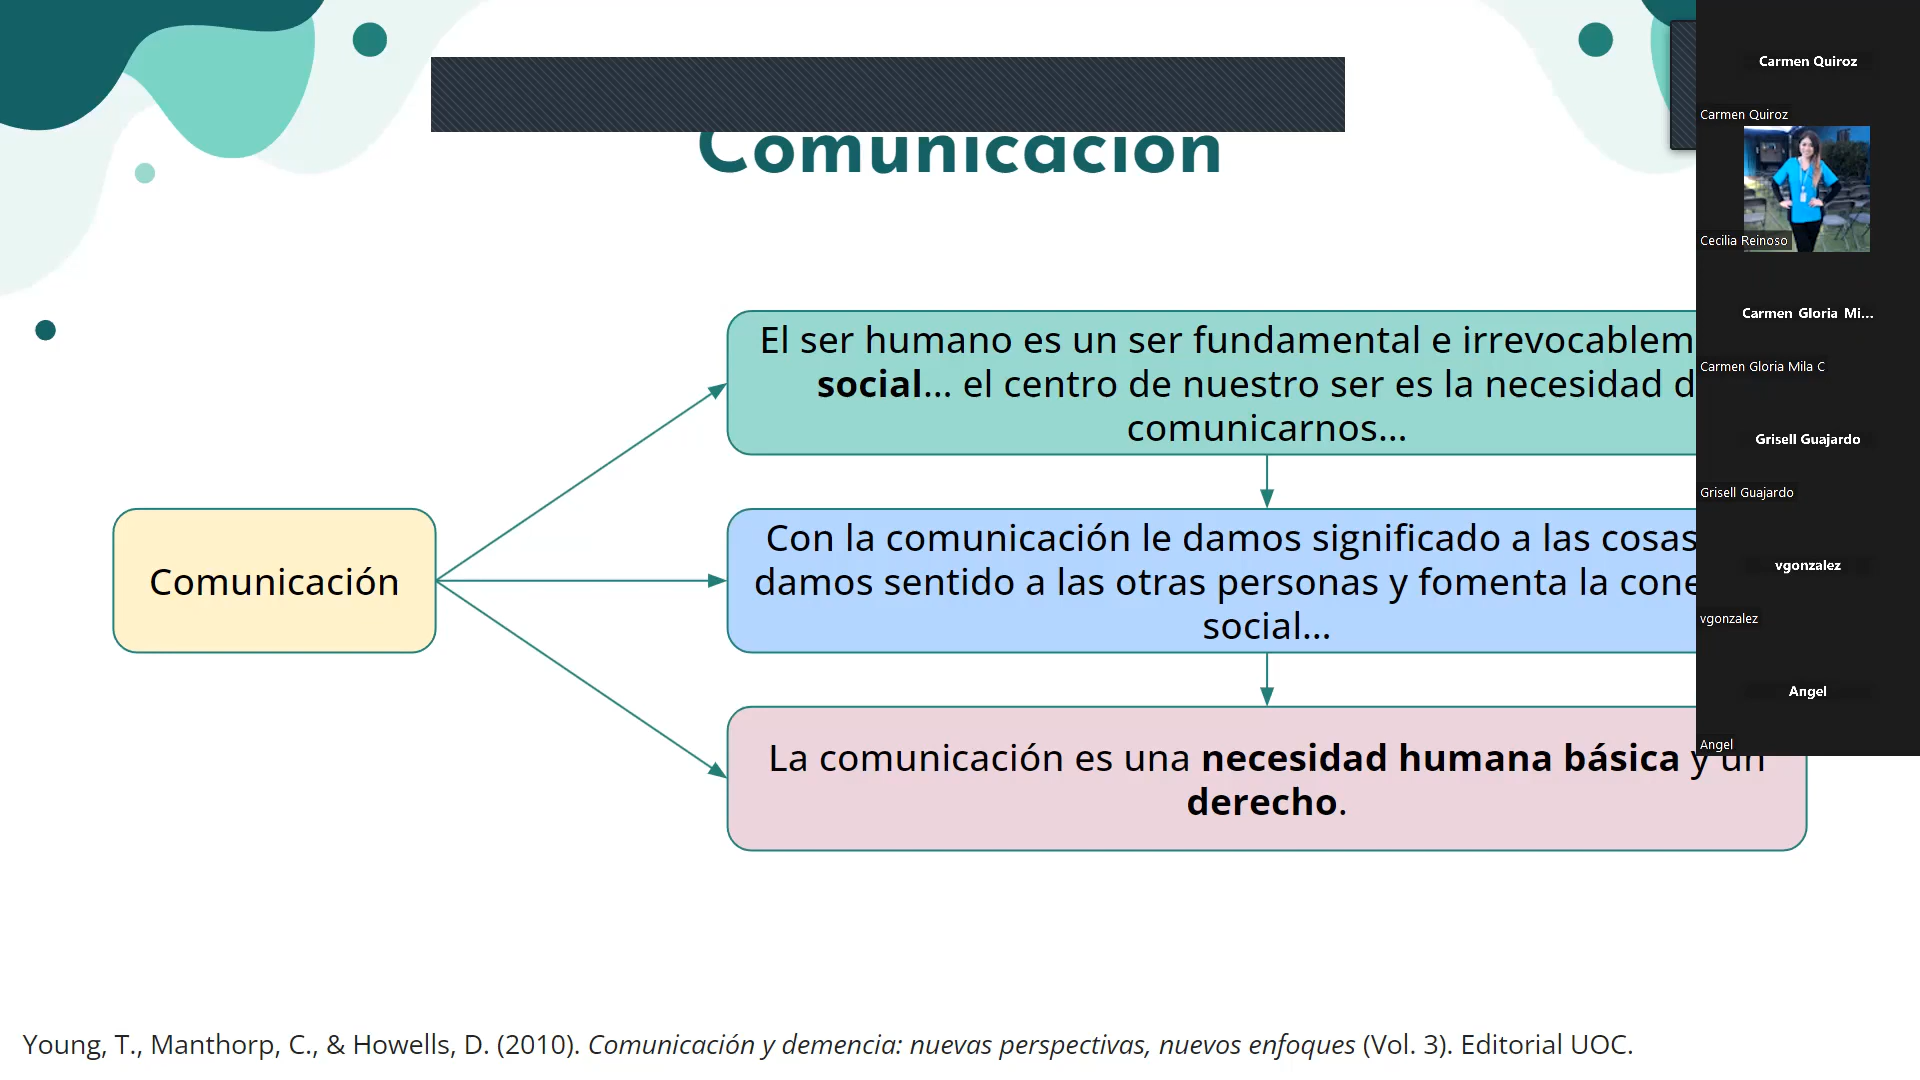 Comunicación
El ser humano es un ser fundamental e irrevocablem
social... el centro de nuestro ser es la necesidad d
comunicarnos...
Comunicación
Con la comunicación le damos significado a las cosas
damos sentido a las otras personas y fomenta la cone
social...
La comunicación es una necesidad humana básica y un
derecho.
Young, T., Manthorp, C., & Howells, D. (2010). Comunicación y demencia: nuevas perspectivas, nuevos enfoques (Vol. 3). Editorial UOC.
Carmen Quiroz
Carmen Quiroz
Cecilia Reinoso
Carmen Gloria Mi...
Carmen Gloria Mila C
Grisell Guajardo
Grisell Guajardo
vgonzalez
vgonzalez
Angel
Angel